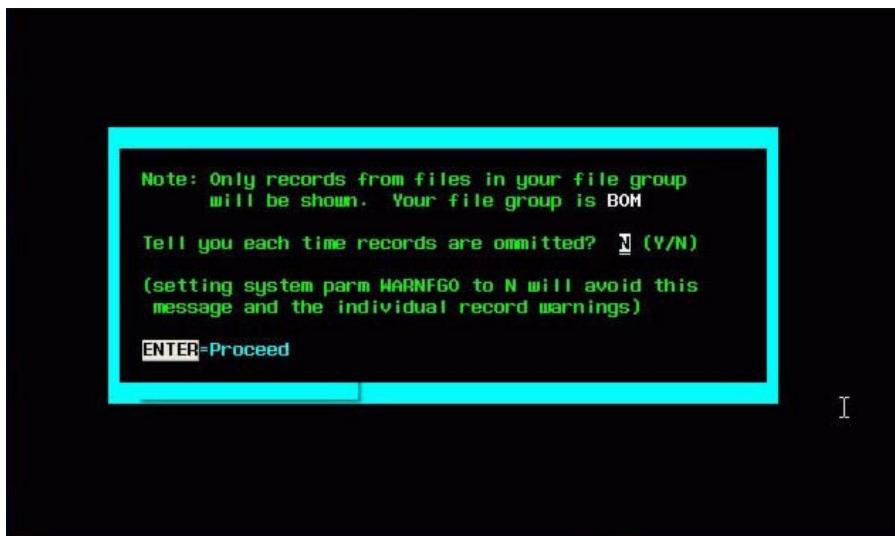 Note: Only records from files in your file group
will be shown. Your file group is BOM
Tell you each time records are ommitted? N (Y/N)
(setting system parm WARNFGO to N will avoid this
message and the individual record warnings)
ENTER=Proceed